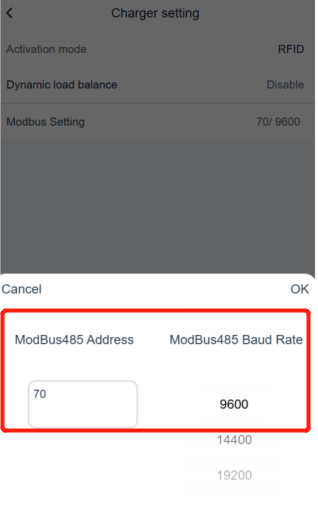 Charger setting
Activation mode RFID
Dynamic load balance Disable
Modbus Setting 70/ 9600
Cancel OK
ModBus485 Address ModBus485 Baud Rate
70
9600
14400
19200